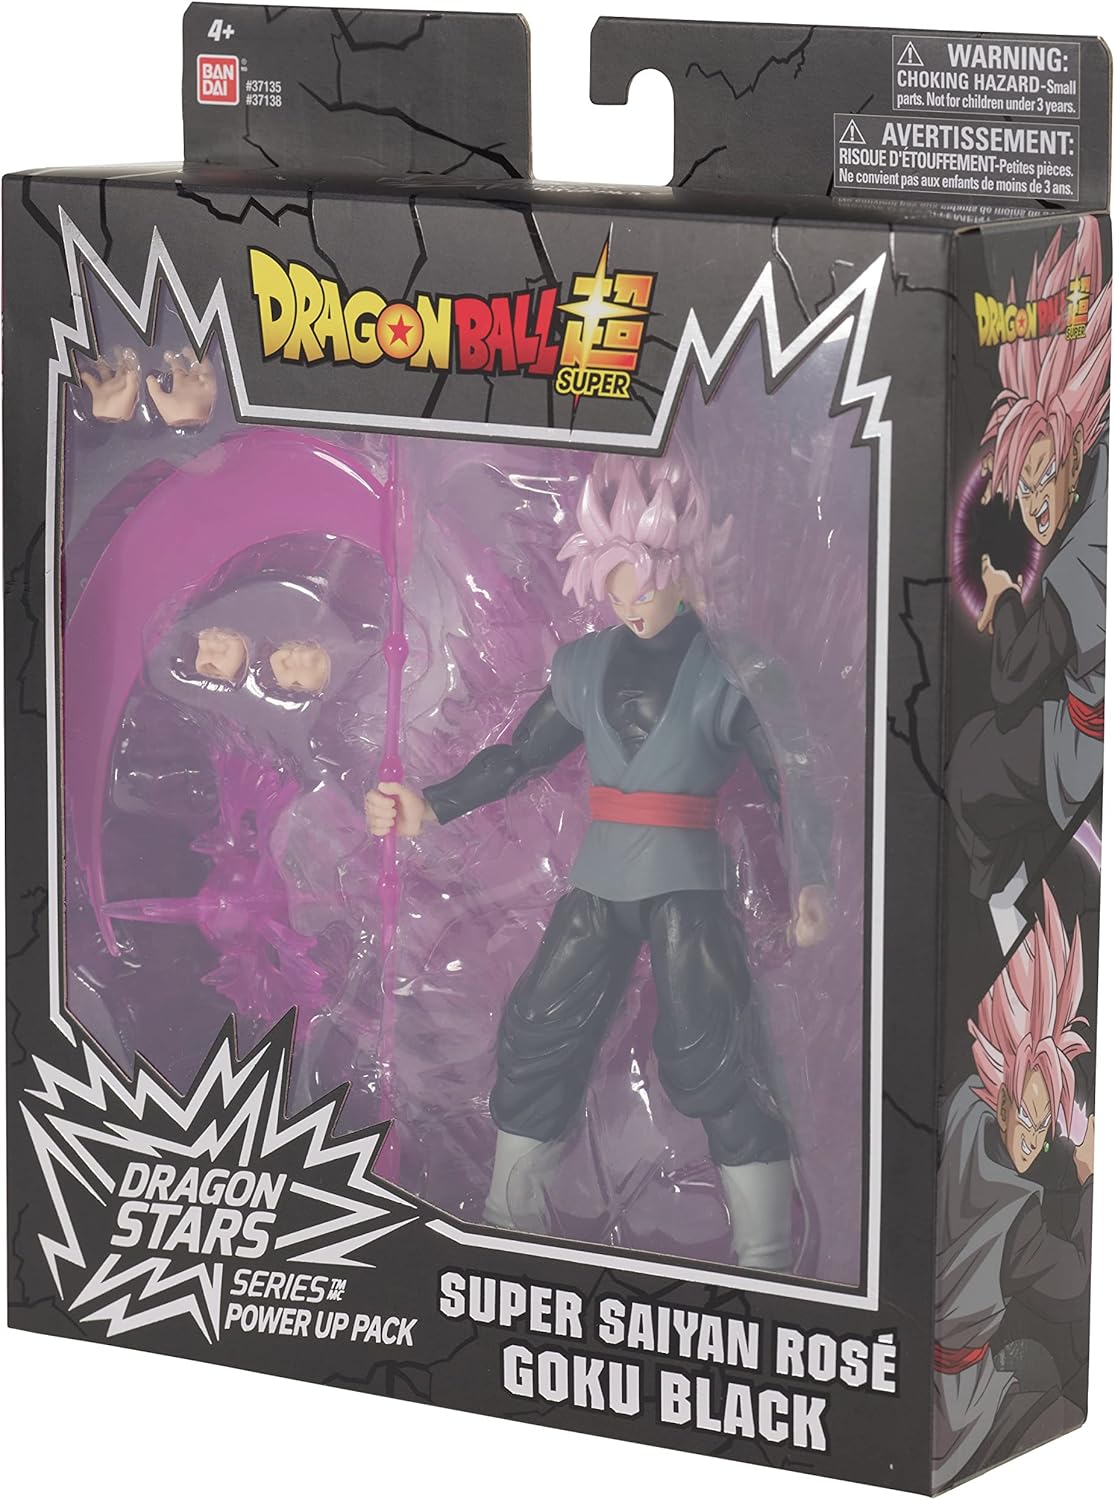 4+
BAN
DAI
#37135
#37138
WARNING:
CHOKING HAZARD-Small
parts. Not for children under 3 years.
AVERTISSEMENT:
RISQUE D'ÉTOUFFEMENT-Petites pièces.
Ne convient pas aux enfants de moins de 3 ans.
DRAGON BALL 超
SUPER
DRAGON BALL 超
SUPER
DRAGON
STARS
SERIES™
MC
POWER UP PACK
SUPER SAIYAN ROSÉ
GOKU BLACK